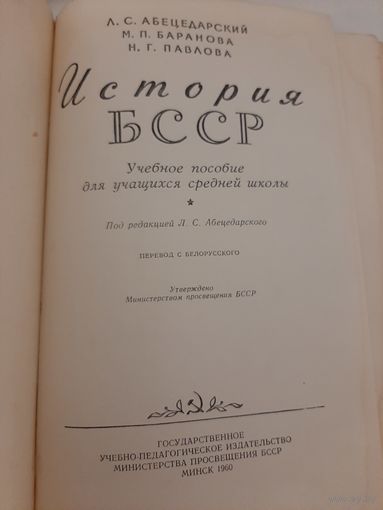 Л. С. АБЕЦЕДАРСКИЙ
М. П. БАРАНОВА
Н. Г. ПАВЛОВА
История
БССР
Учебное пособие
для учащихся средней школы
Под редакцией Л. С. Абецедарского
ПЕРЕВОД С БЕЛОРУССКОГО
Утверждено
Министерством просвещения БССР
ГОСУДАРСТВЕННОЕ
УЧЕБНО-ПЕДАГОГИЧЕСКОЕ ИЗДАТЕЛЬСТВО
МИНИСТЕРСТВА ПРОСВЕЩЕНИЯ БССР
МИНСК 1960